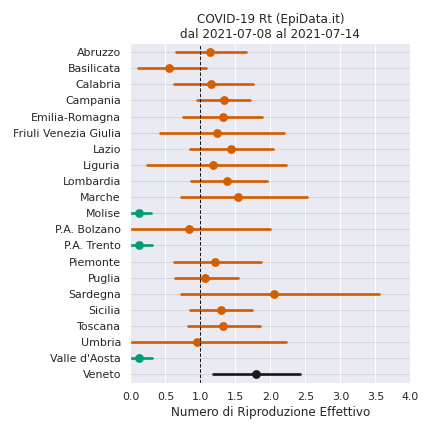 COVID-19 Rt (EpiData.it)
dal 2021-07-08 al 2021-07-14
Abruzzo
Basilicata
Calabria
Campania
Emilia-Romagna
Friuli Venezia Giulia
Lazio
Liguria
Lombardia
Marche
Molise
P.A. Bolzano
P.A. Trento
Piemonte
Puglia
Sardegna
Sicilia
Toscana
Umbria
Valle d'Aosta
Veneto
0.0 0.5 1.0 1.5 2.0 2.5 3.0 3.5 4.0
Numero di Riproduzione Effettivo